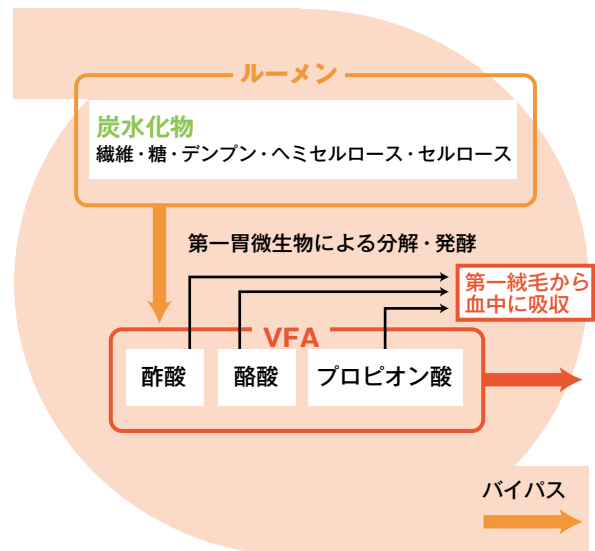 ルーメン
炭水化物
繊維・糖・デンプン・ヘミセルロース・セルロース
第一胃微生物による分解・発酵
第一絨毛から
血中に吸収
VFA
酢酸
酪酸
プロピオン酸
バイパス